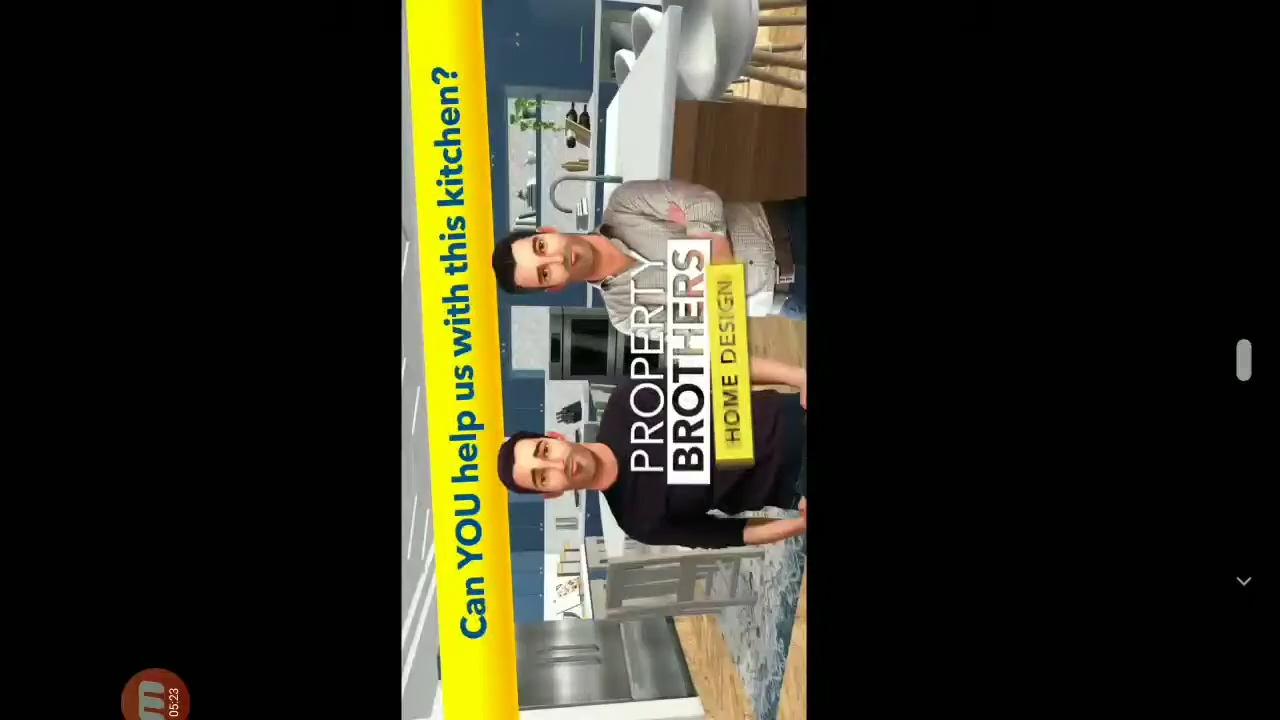 Can YOU help us with this kitchen?
PROPERTY
BROTHERS
HOME DESIGN
m
05:23